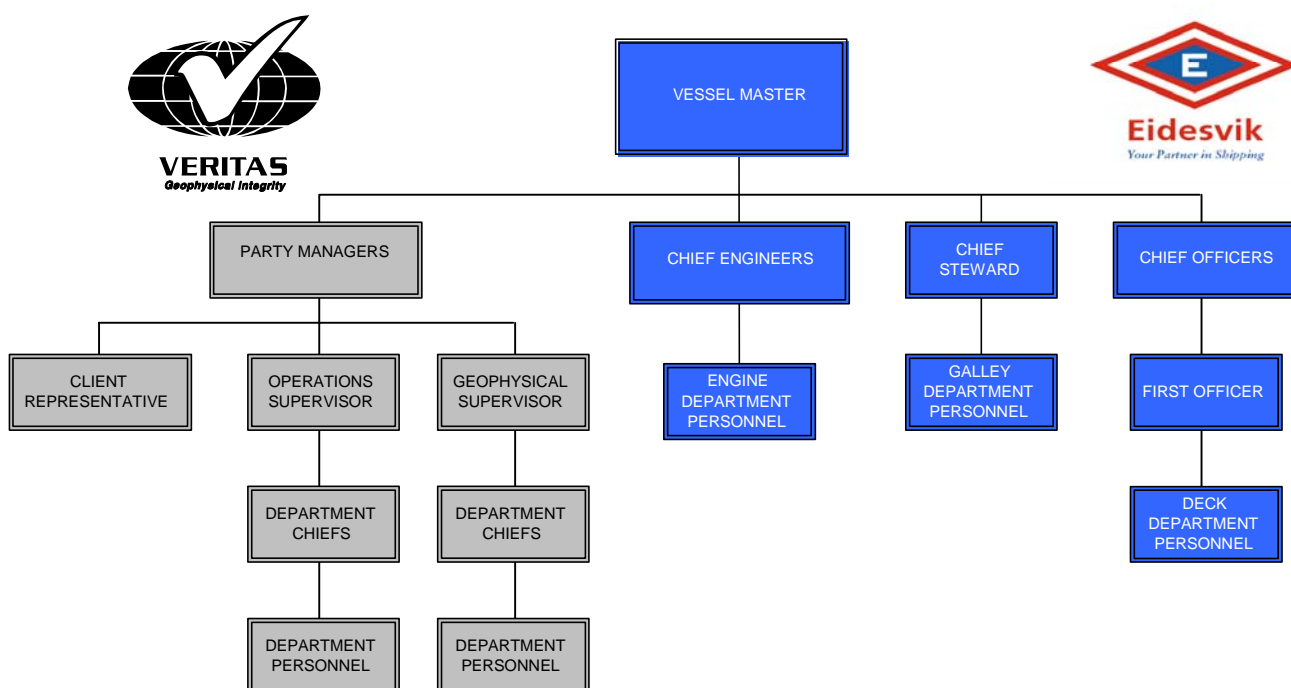 VESSEL MASTER
VERITAS
Geophysical Integrity
E
Eidesvik
Your Partner in Shipping
PARTY MANAGERS
CHIEF ENGINEERS
CHIEF
STEWARD
CHIEF OFFICERS
CLIENT
REPRESENTATIVE
OPERATIONS
SUPERVISOR
GEOPHYSICAL
SUPERVISOR
ENGINE
DEPARTMENT
PERSONNEL
GALLEY
DEPARTMENT
PERSONNEL
FIRST OFFICER
DEPARTMENT
CHIEFS
DEPARTMENT
CHIEFS
DECK
DEPARTMENT
PERSONNEL
DEPARTMENT
PERSONNEL
DEPARTMENT
PERSONNEL